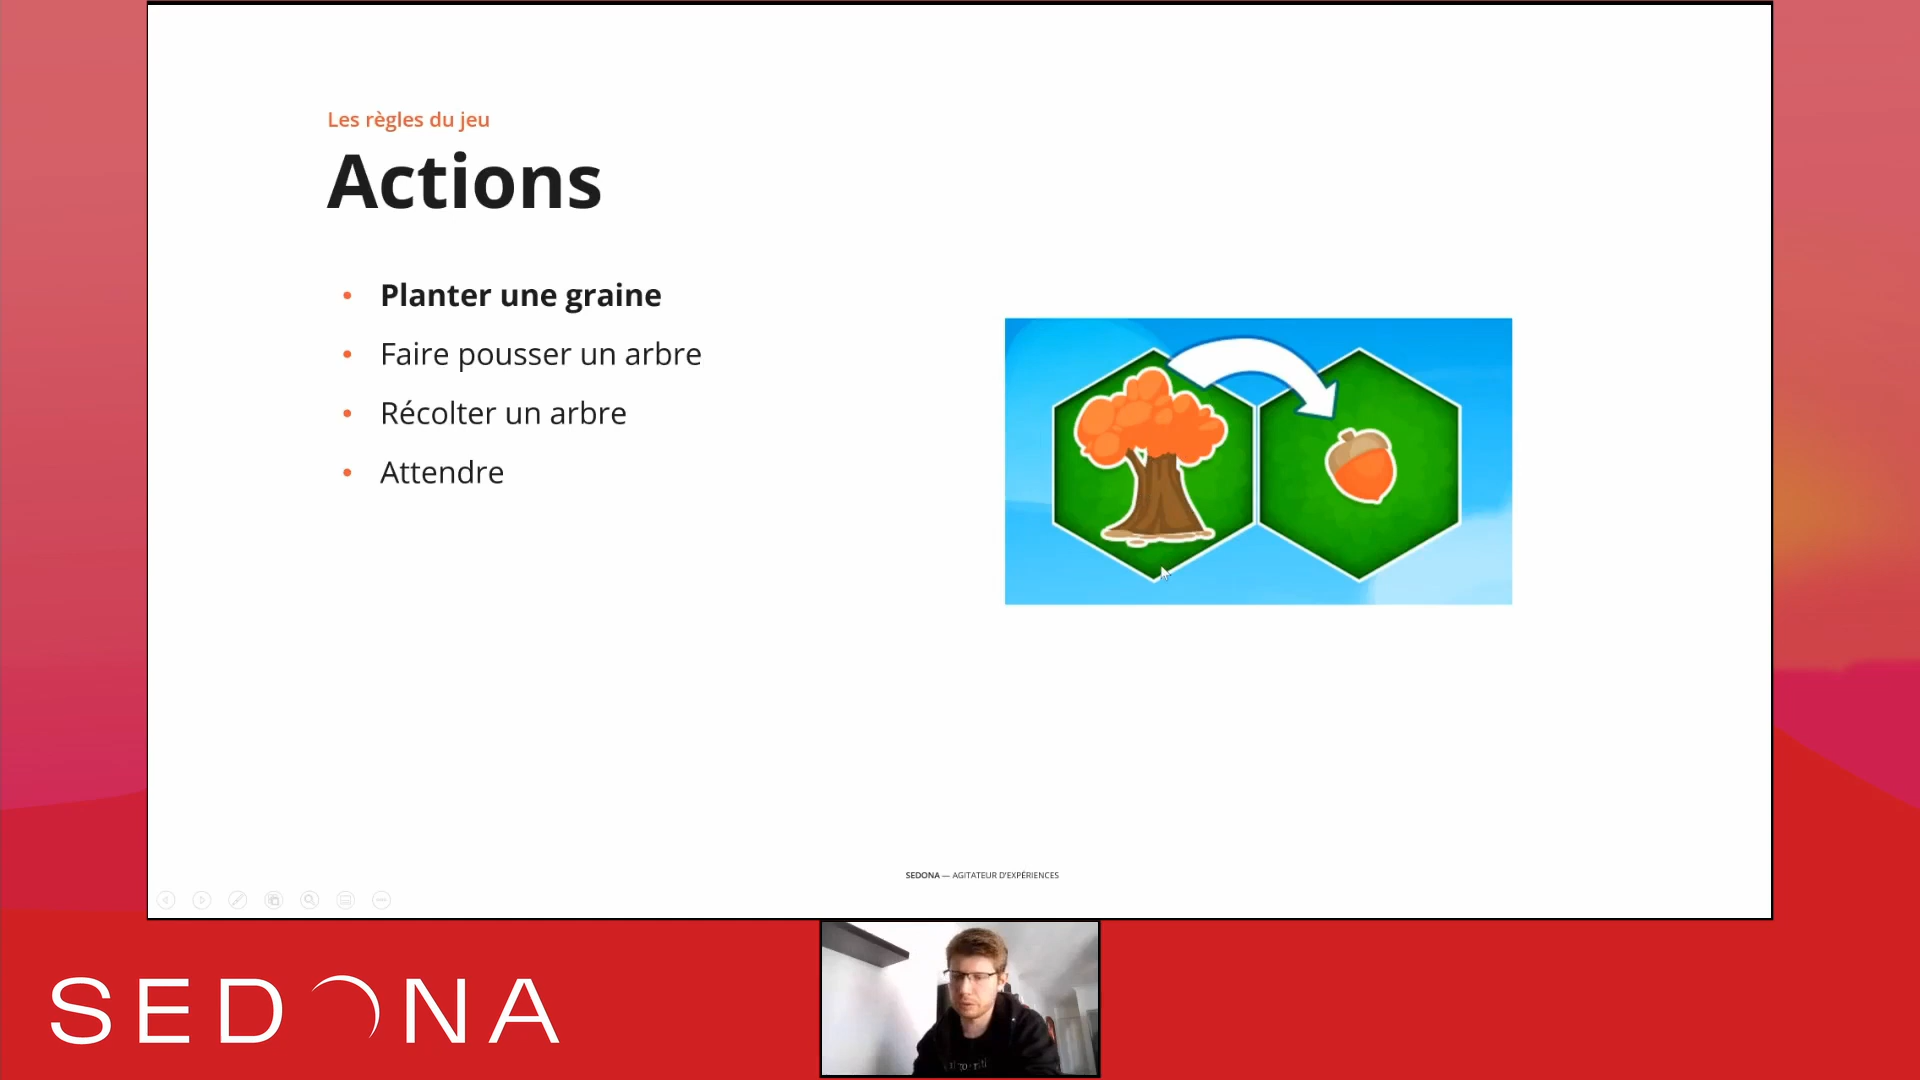 Les règles du jeu
Actions
• Planter une graine
• Faire pousser un arbre
• Récolter un arbre
• Attendre
SEDONA — AGITATEUR D'EXPÉRIENCES
SEDONA